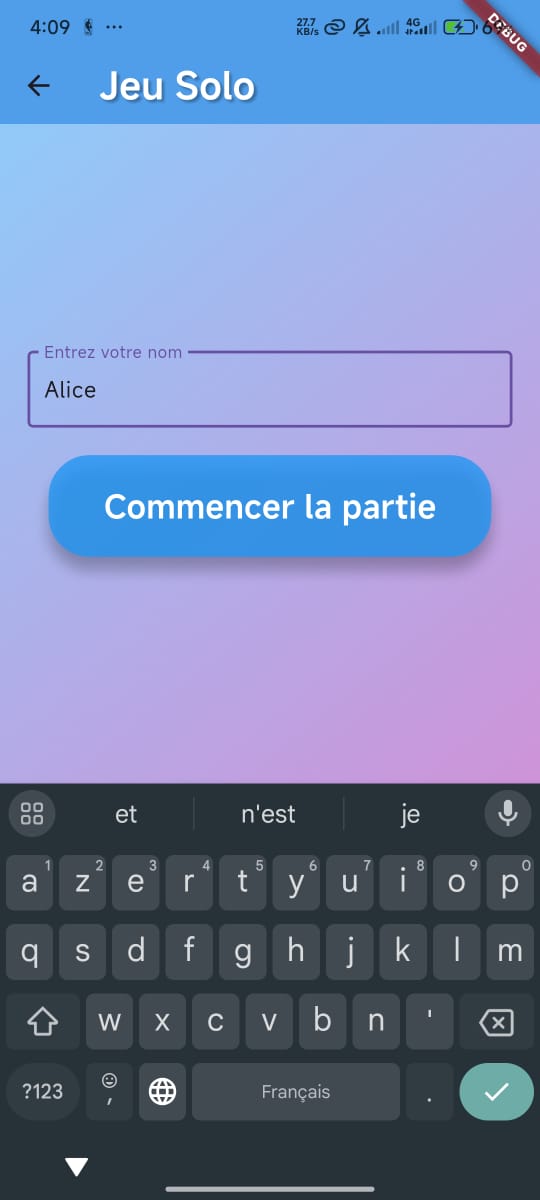 4:09 ... 27.7 KB/s 4G
DEBUG
Jeu Solo
Entrez votre nom
Alice
Commencer la partie
et n'est je
a 1 z 2 e 3 r 4 t 5 y 6 u 7 i 8 o 9 p 0
q s d f g h j k l m
w x c v b n '
?123 , Français .